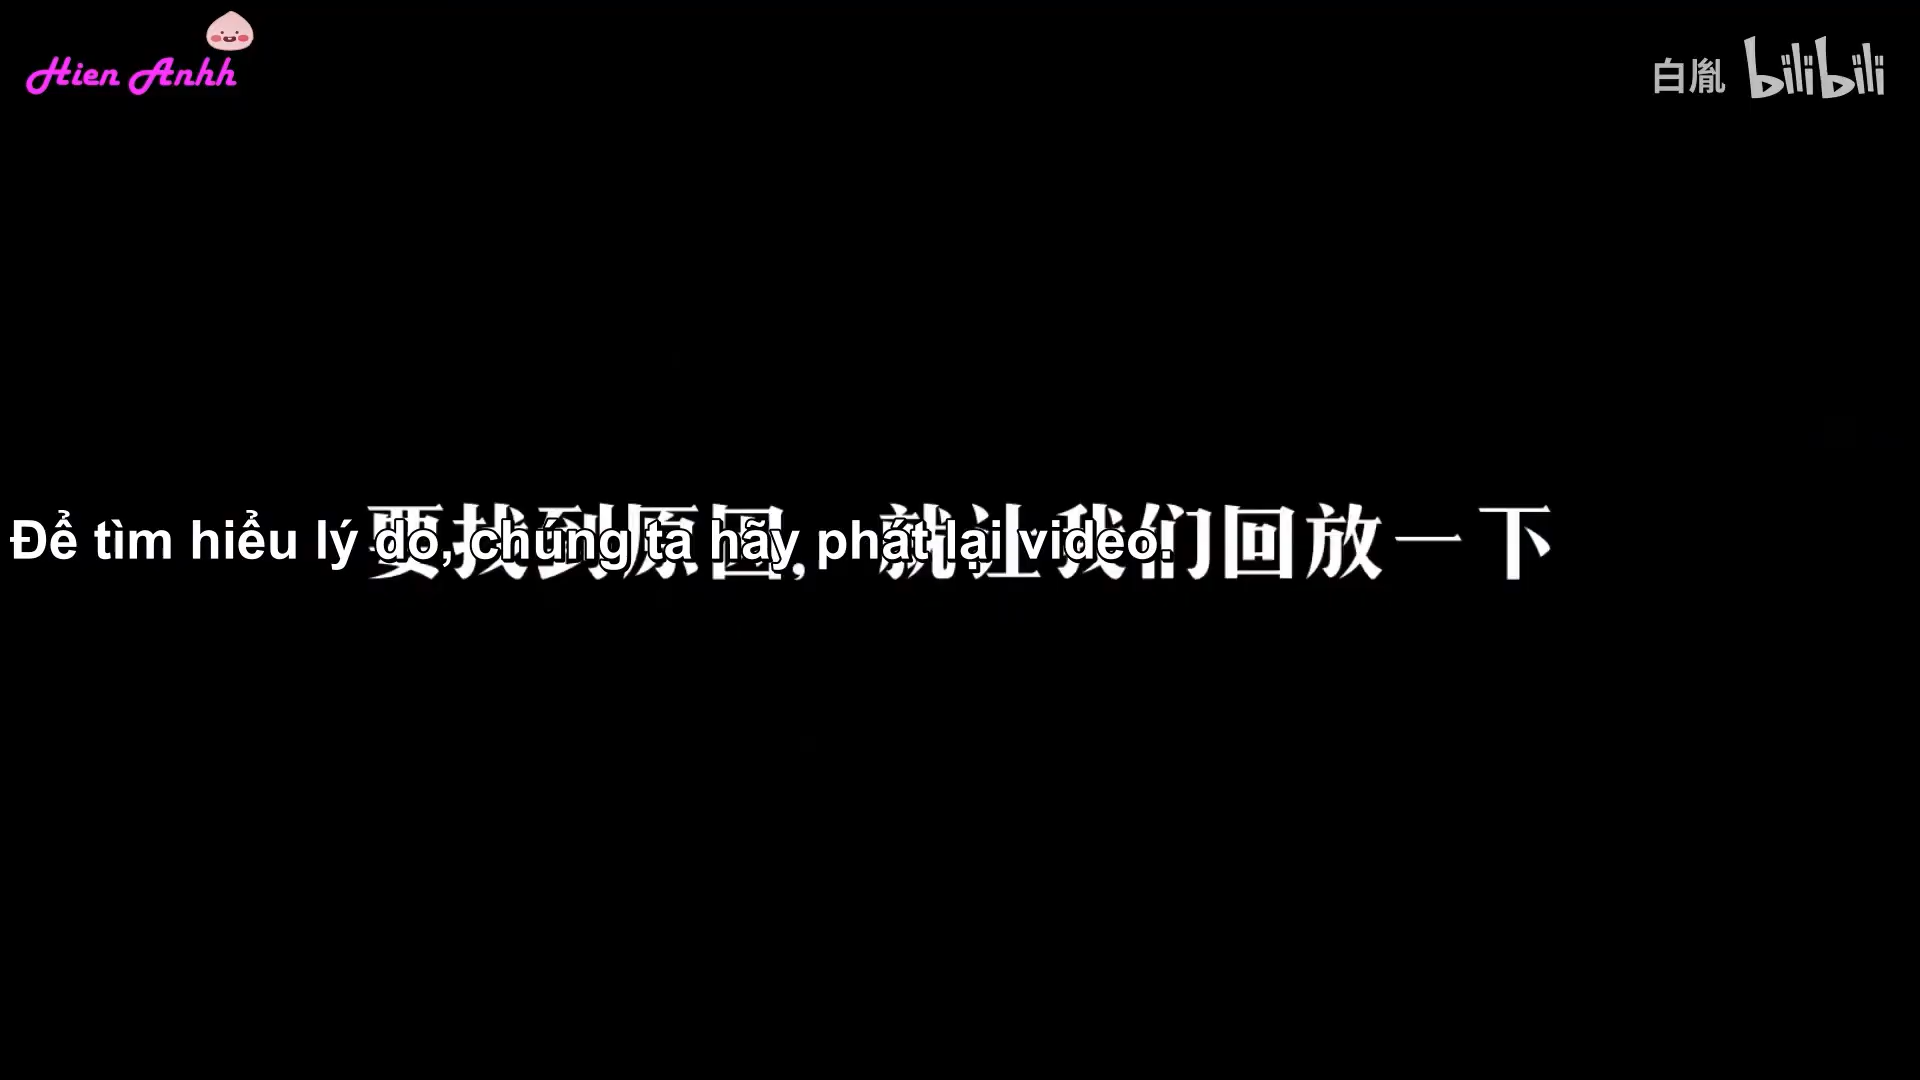 Hien Anhh
白胤 bilibili
Để tìm hiểu lý do, chúng ta hãy phát lại video.
要找到原因，就让我们回放一下